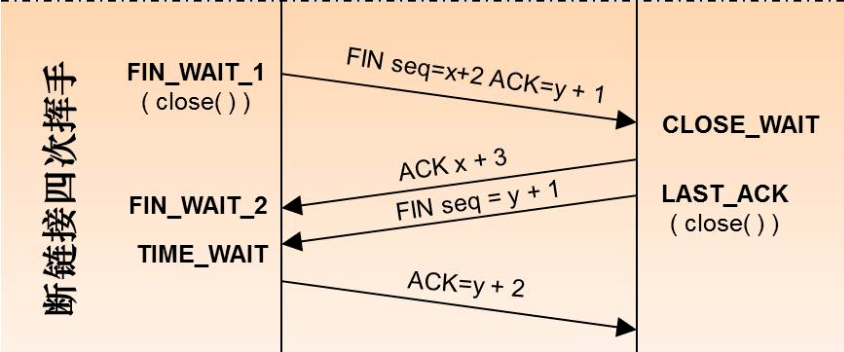 断链接四次挥手
FIN_WAIT_1
( close( ) )
FIN seq=x+2 ACK=y + 1
CLOSE_WAIT
ACK x + 3
FIN_WAIT_2
FIN seq = y + 1
LAST_ACK
( close( ) )
TIME_WAIT
ACK=y + 2